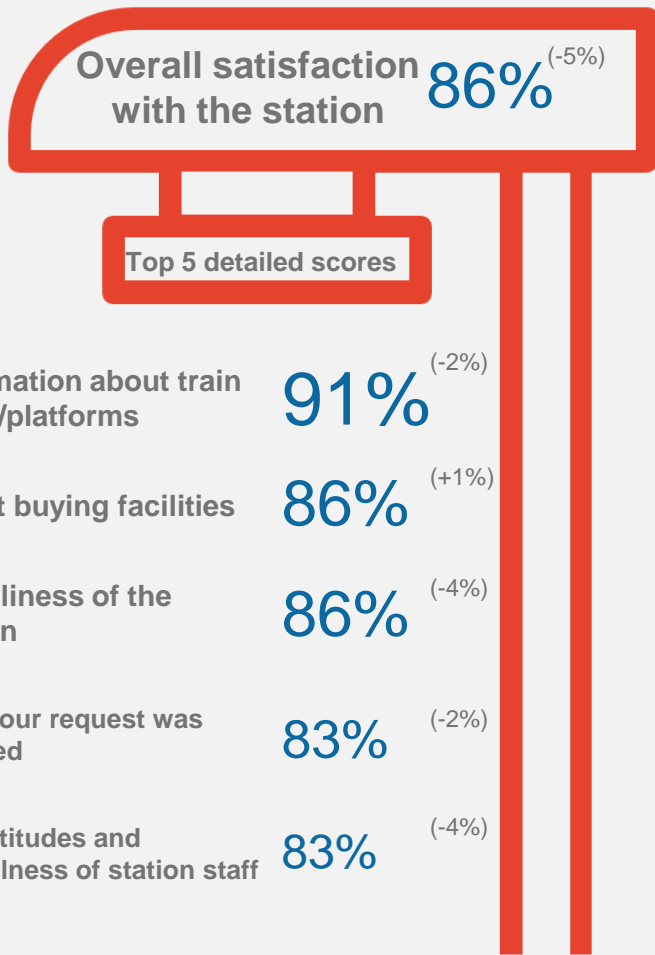 Overall satisfaction 86% (-5%)
with the station
Top 5 detailed scores
mation about train 91% (-2%)
/platforms
t buying facilities 86% (+1%)
liness of the 86% (-4%)
n
our request was 83% (-2%)
ed
titudes and 83% (-4%)
lness of station staff